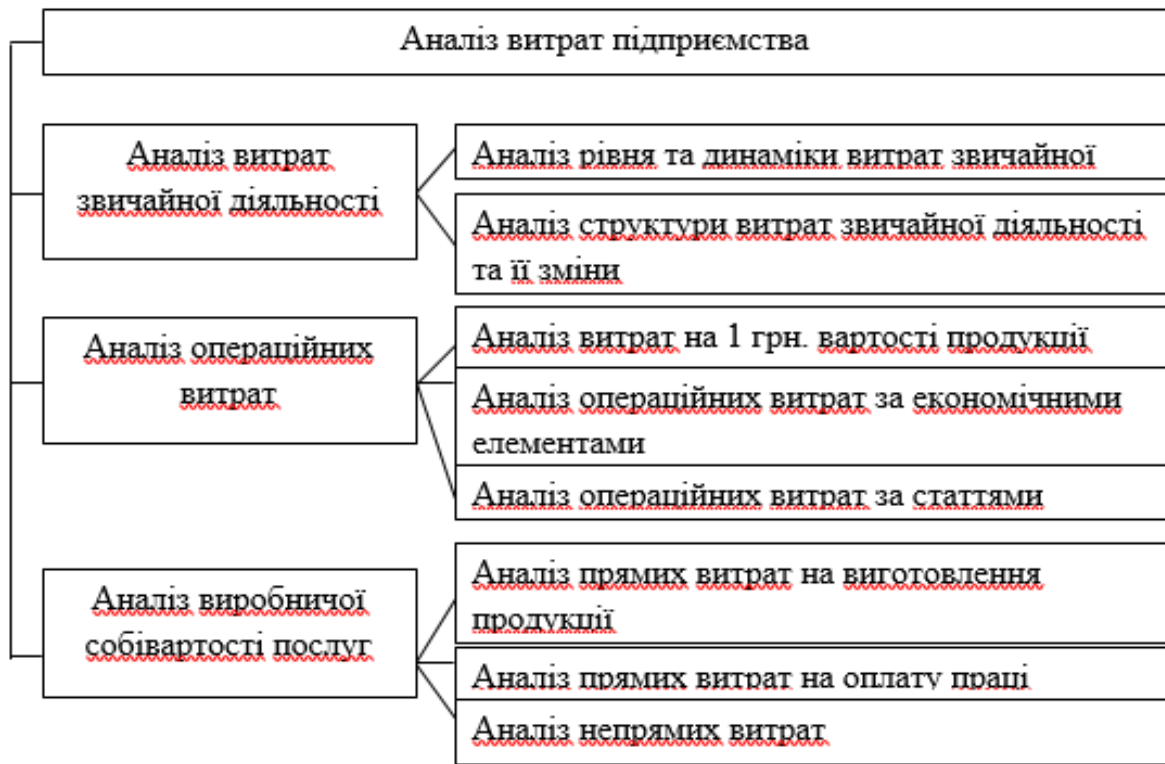 Аналіз витрат підприємства
Аналіз витрат
звичайної діяльності
Аналіз рівня та динаміки витрат звичайної
Аналіз структури витрат звичайної діяльності
та її зміни
Аналіз операційних
витрат
Аналіз витрат на 1 грн. вартості продукції
Аналіз операційних витрат за економічними
елементами
Аналіз операційних витрат за статтями
Аналіз виробничої
собівартості послуг
Аналіз прямих витрат на виготовлення
продукції
Аналіз прямих витрат на оплату праці
Аналіз непрямих витрат